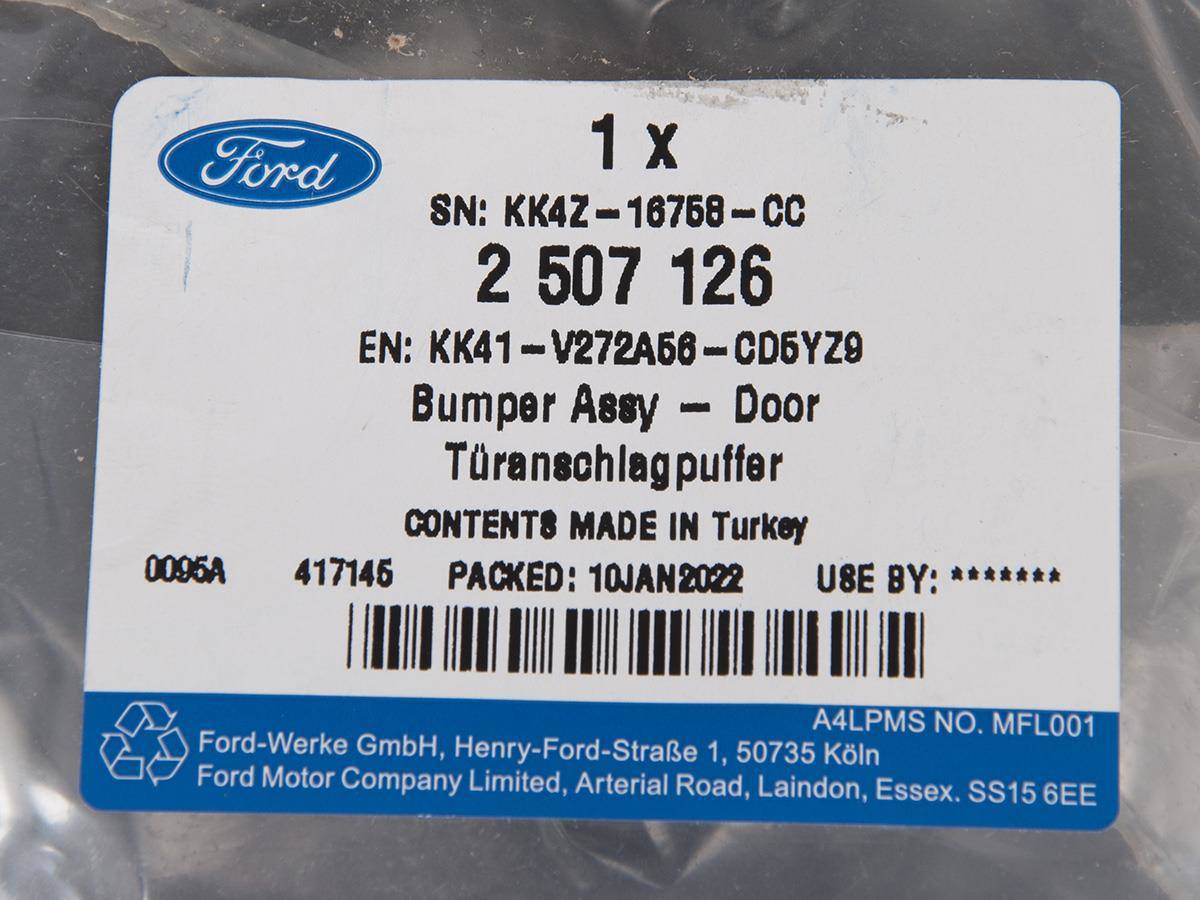 Ford
1 x
SN: KK4Z-16758-CC
2 507 126
EN: KK41-V272A56-CD5YZ9
Bumper Assy - Door
Türanschlagpuffer
CONTENTS MADE IN Turkey
0095A 417145 PACKED: 10JAN2022 USE BY: *******
A4LPMS NO. MFL001
Ford-Werke GmbH, Henry-Ford-Straße 1, 50735 Köln
Ford Motor Company Limited, Arterial Road, Laindon, Essex. SS15 6EE